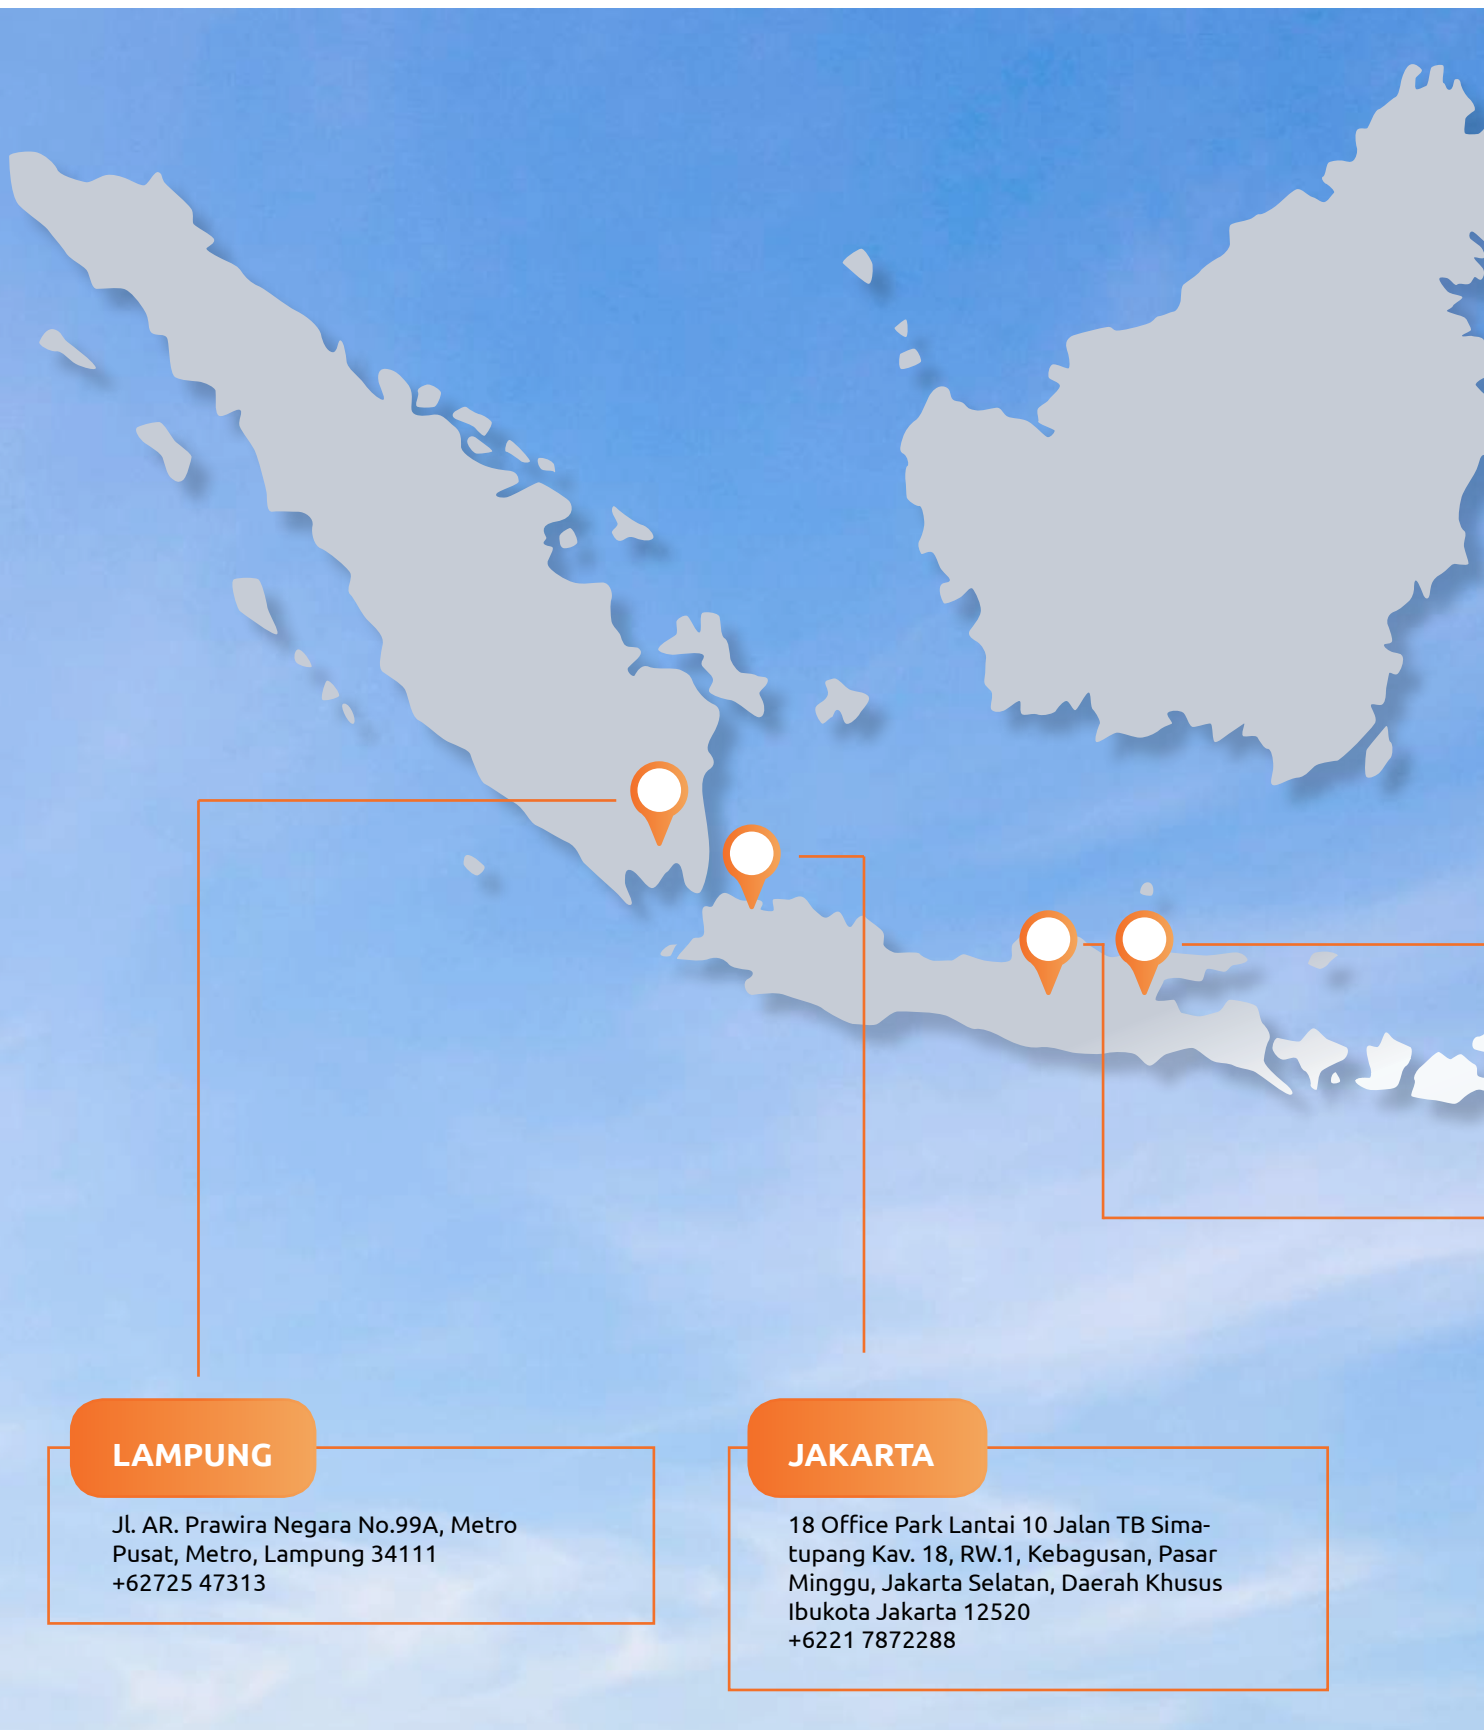 LAMPUNG
Jl. AR. Prawira Negara No.99A, Metro
Pusat, Metro, Lampung 34111
+62725 47313
JAKARTA
18 Office Park Lantai 10 Jalan TB Sima-
tupang Kav. 18, RW.1, Kebagusan, Pasar
Minggu, Jakarta Selatan, Daerah Khusus
Ibukota Jakarta 12520
+6221 7872288